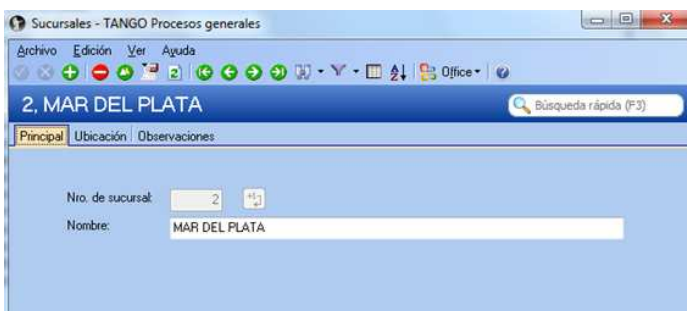 Sucursales - TANGO Procesos generales
Archivo Edición Ver Ayuda
Office
2, MAR DEL PLATA
Búsqueda rápida (F3)
Principal Ubicación Observaciones
Nro. de sucursal: 2
Nombre: MAR DEL PLATA